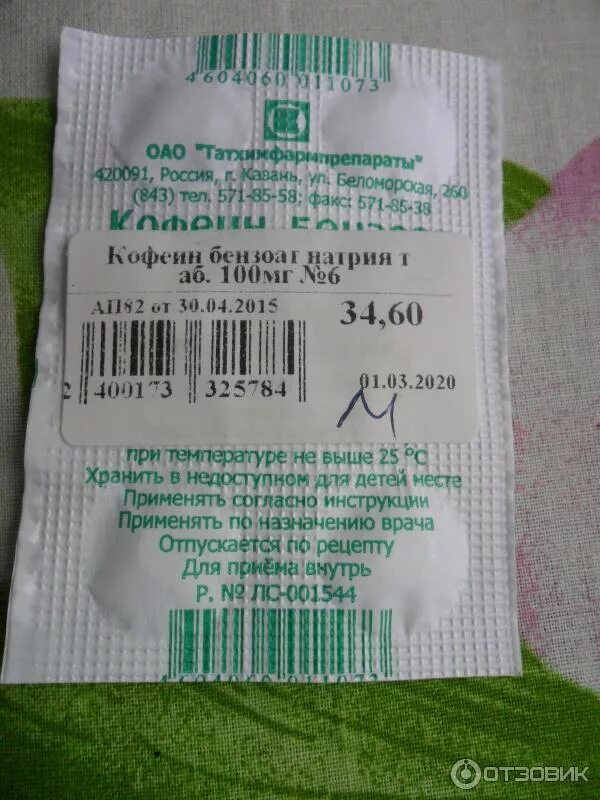 4604060 011073
ОАО "Татхимфармпрепараты"
420091, Россия, г. Казань, ул. Беломорская, 260
(843) тел. 571-85-58; факс: 571-85-38
Кофеин
Кофеин бензоат натрия т
аб. 100мг №6
АП82 от 30.04.2015
34,60
2 400173 325784
01.03.2020
при температуре не выше 25 °С
Хранить в недоступном для детей месте
Применять согласно инструкции
Применять по назначению врача
Отпускается по рецепту
Для приёма внутрь
Р. № ЛС-001544
4604060 011073
ОТЗОВИК